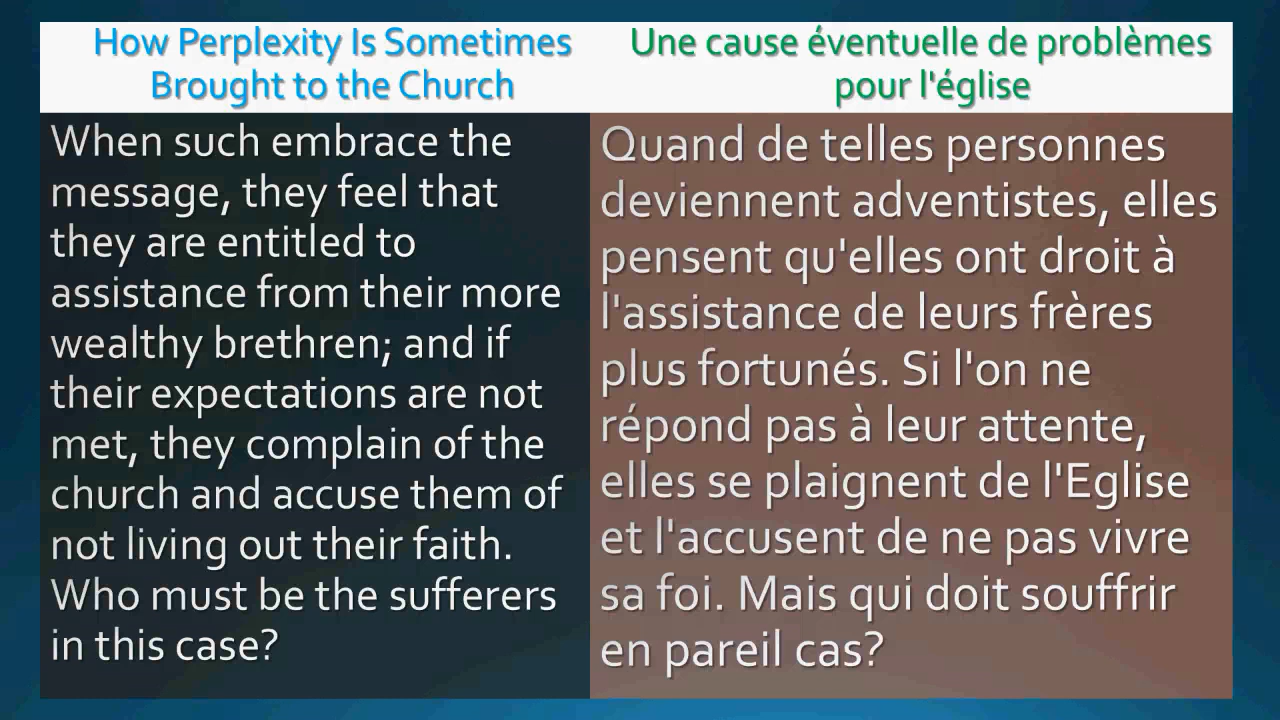 How Perplexity Is Sometimes
Brought to the Church
Une cause éventuelle de problèmes
pour l'église
When such embrace the
message, they feel that
they are entitled to
assistance from their more
wealthy brethren; and if
their expectations are not
met, they complain of the
church and accuse them of
not living out their faith.
Who must be the sufferers
in this case?
Quand de telles personnes
deviennent adventistes, elles
pensent qu'elles ont droit à
l'assistance de leurs frères
plus fortunés. Si l'on ne
répond pas à leur attente,
elles se plaignent de l'Eglise
et l'accusent de ne pas vivre
sa foi. Mais qui doit souffrir
en pareil cas?